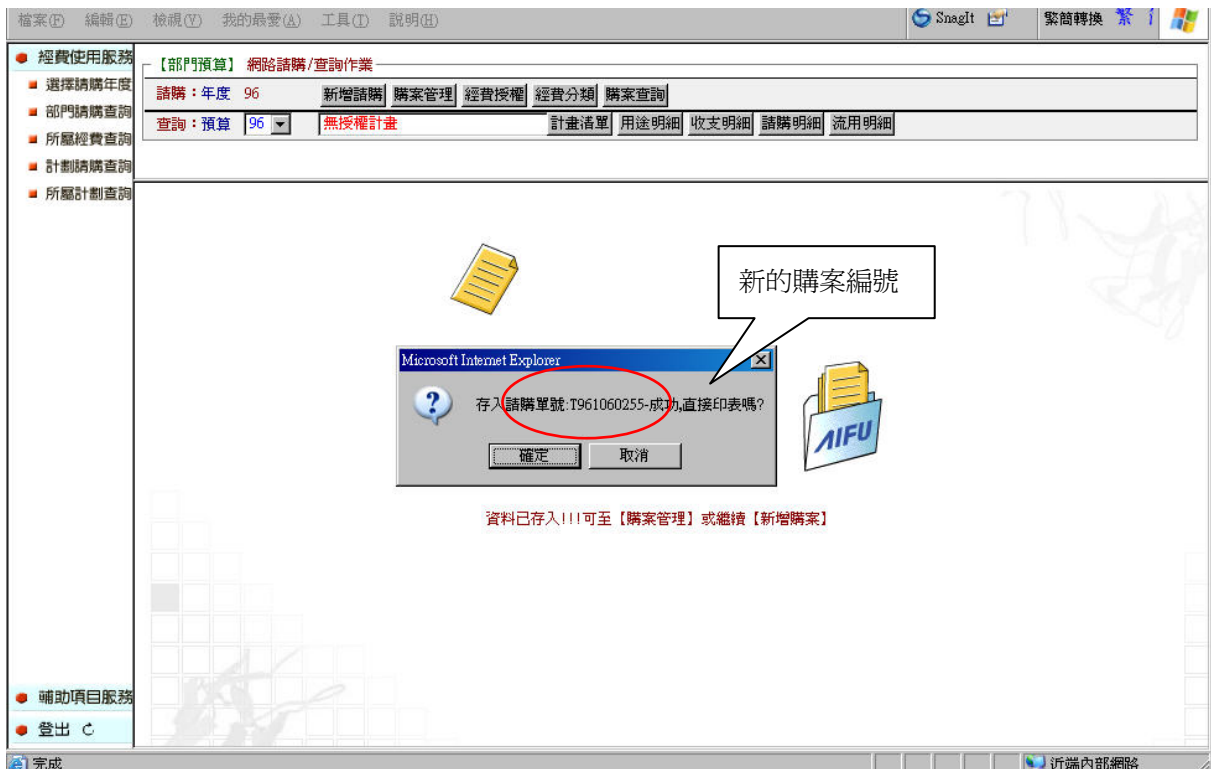 檔案(F) 編輯(E) 檢視(V) 我的最愛(A) 工具(T) 說明(H) SnagIt 繁簡轉換 繁
經費使用服務
選擇請購年度
部門請購查詢
所屬經費查詢
計劃請購查詢
所屬計劃查詢
【部門預算】 網路請購/查詢作業
請購：年度 96 新增請購 購案管理 經費授權 經費分類 購案查詢
查詢：預算 96 無授權計畫 計畫清單 用途明細 收支明細 請購明細 流用明細
新的購案編號
Microsoft Internet Explorer
存入請購單號:T961060255-成功,直接印表嗎?
確定 取消
AIFU
資料已存入!!!可至【購案管理】或繼續【新增購案】
輔助項目服務
登出
完成 近端內部網路